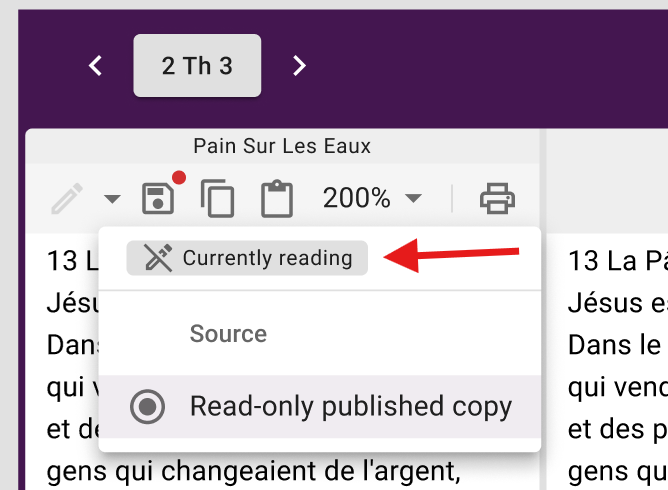 2 Th 3
Pain Sur Les Eaux
200%
Currently reading
Source
Read-only published copy
13 L
Jésu
Dans
qui v
et de
gens qui changeaient de l'argent,
13 La Pâ
Jésus es
Dans le
qui vend
et des p
gens qu